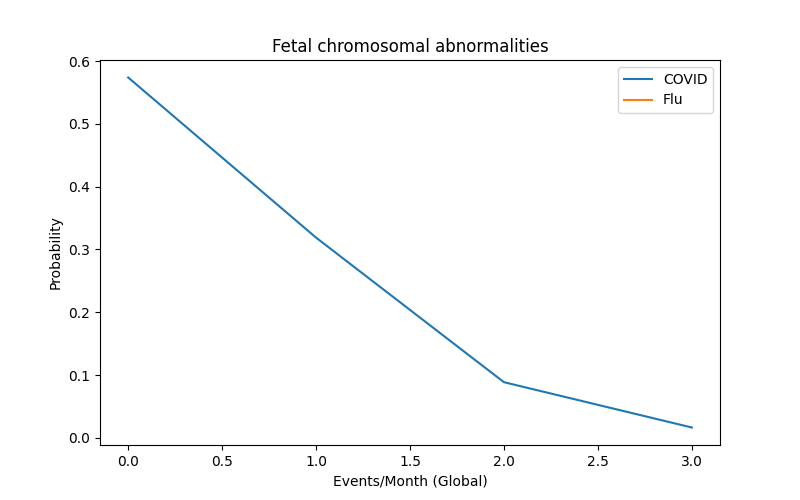 Fetal chromosomal abnormalities
COVID
Flu
Probability
0.6
0.5
0.4
0.3
0.2
0.1
0.0
0.0 0.5 1.0 1.5 2.0 2.5 3.0
Events/Month (Global)